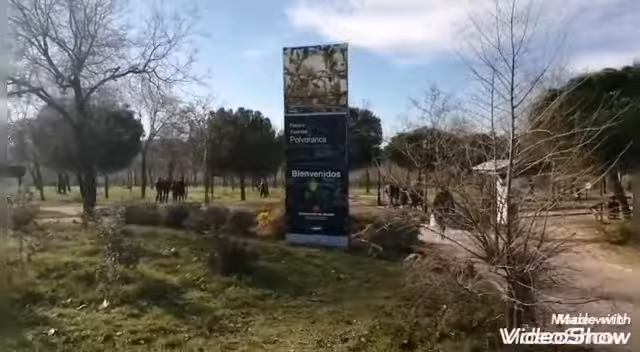 Parque
Forestal
Polvoranca
Bienvenidos
Made with
VideoShow